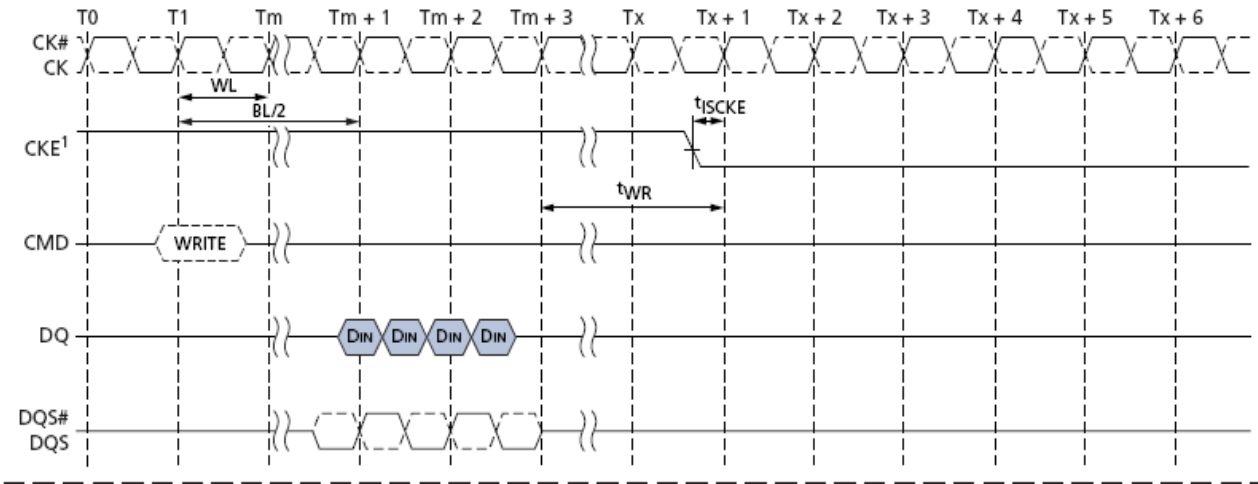 T0 T1 Tm Tm + 1 Tm + 2 Tm + 3 Tx Tx + 1 Tx + 2 Tx + 3 Tx + 4 Tx + 5 Tx + 6
CK#
CK
WL
BL/2
tISCKE
CKE1
tWR
CMD WRITE
DQ DIN DIN DIN DIN
DQS#
DQS